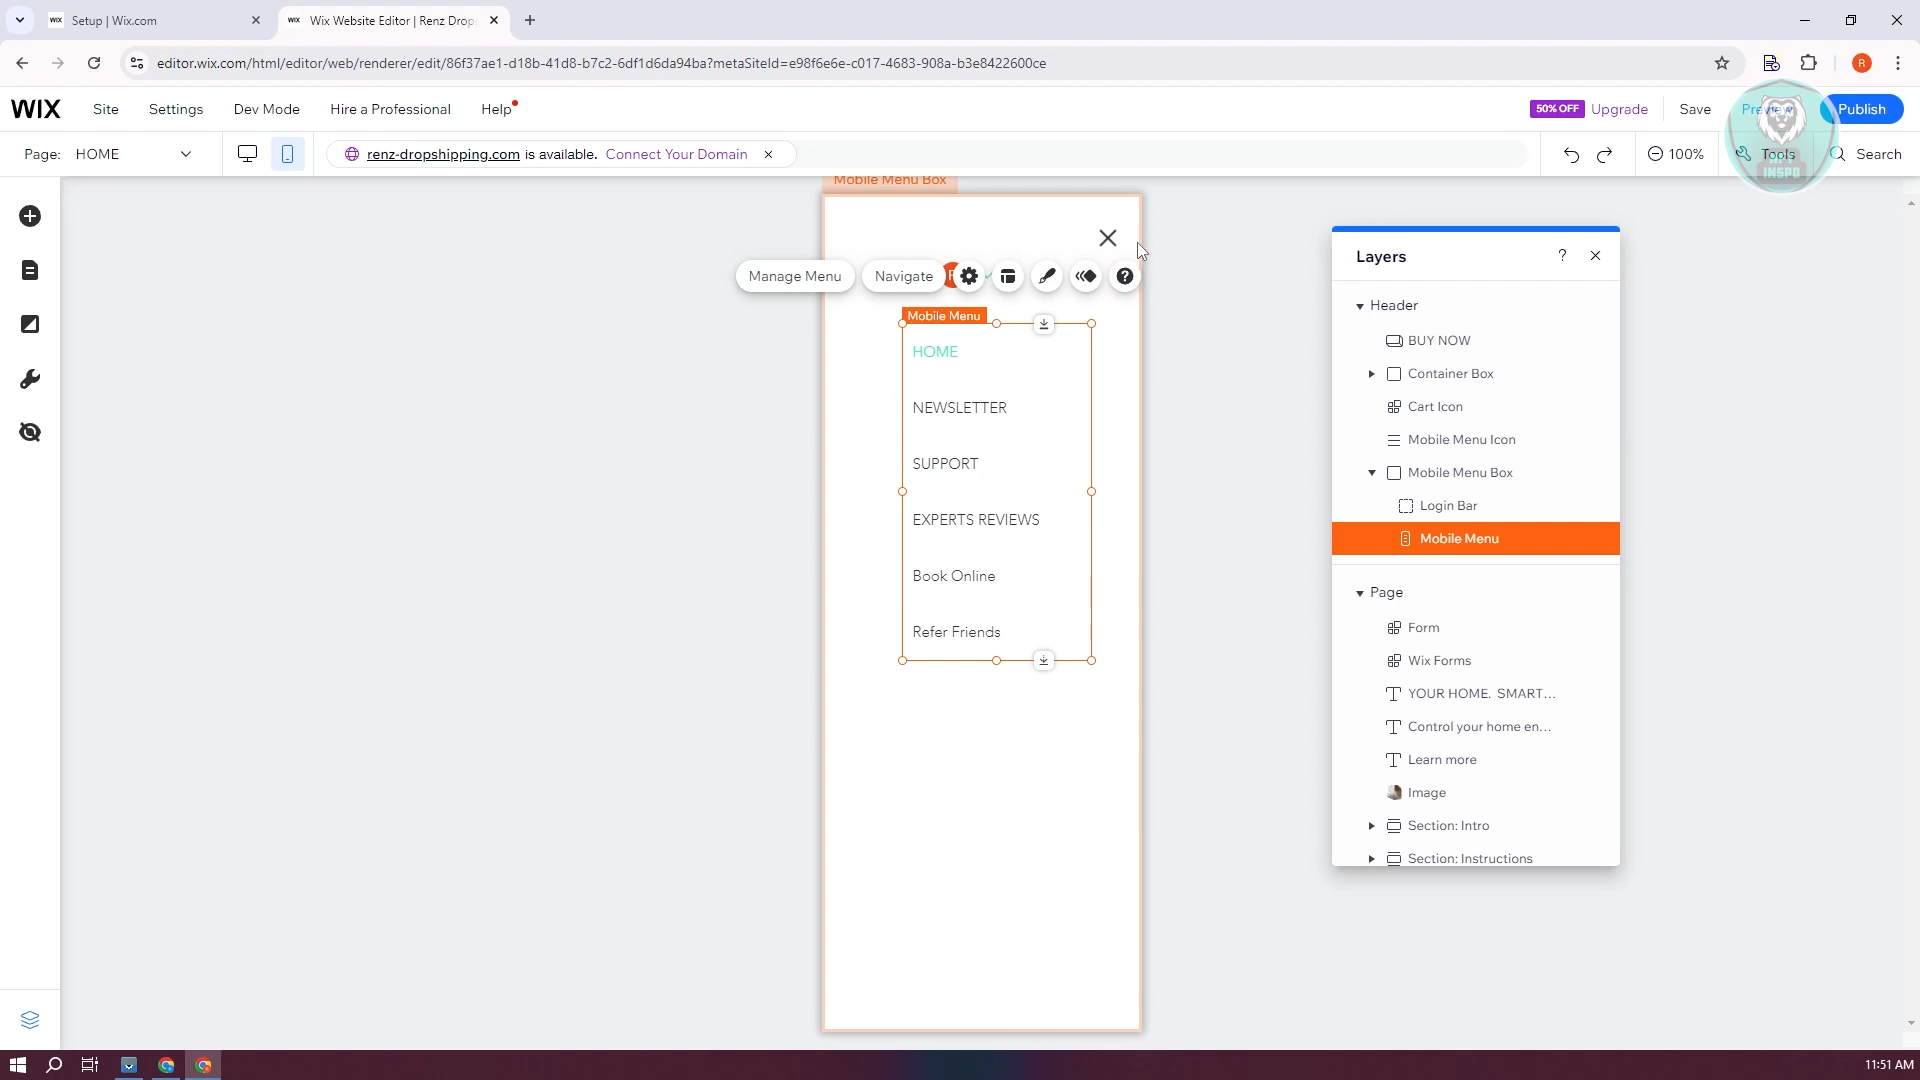 WIX Setup | Wix.com
WIX Wix Website Editor | Renz Drop
editor.wix.com/html/editor/web/renderer/edit/86f37ae1-d18b-41d8-b7c2-6df1d6da94ba?metaSiteId=e98f6e6e-c017-4683-908a-b3e8422600ce
R
WIX Site Settings Dev Mode Hire a Professional Help 50% OFF Upgrade Save Preview Publish
Page: HOME renz-dropshipping.com is available. Connect Your Domain 100% Tools Search
INSPO
Mobile Menu Box
Manage Menu Navigate
Mobile Menu
HOME
NEWSLETTER
SUPPORT
EXPERTS REVIEWS
Book Online
Refer Friends
Layers ?
Header
BUY NOW
Container Box
Cart Icon
Mobile Menu Icon
Mobile Menu Box
Login Bar
Mobile Menu
Page
Form
Wix Forms
YOUR HOME. SMART...
Control your home en...
Learn more
Image
Section: Intro
Section: Instructions
11:51 AM